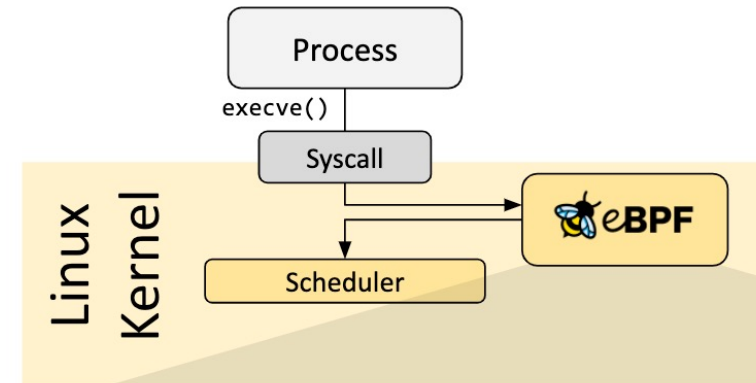 Process
execve()
Syscall
eBPF
Scheduler
Linux
Kernel